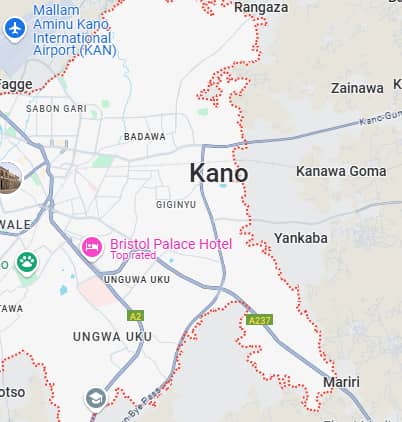 Mallam
Aminu Kano
International
Airport (KAN)
Rangaza
Fagge
Zainawa
SABON GARI
BADAWA
Kano-Gum
Kano
Kanawa Goma
GIGINYU
WALE
Yankaba
Bristol Palace Hotel
Top rated
UNGUWA UKU
A2
A237
UNGWA UKU
Mariri
otso
-Bye Pass